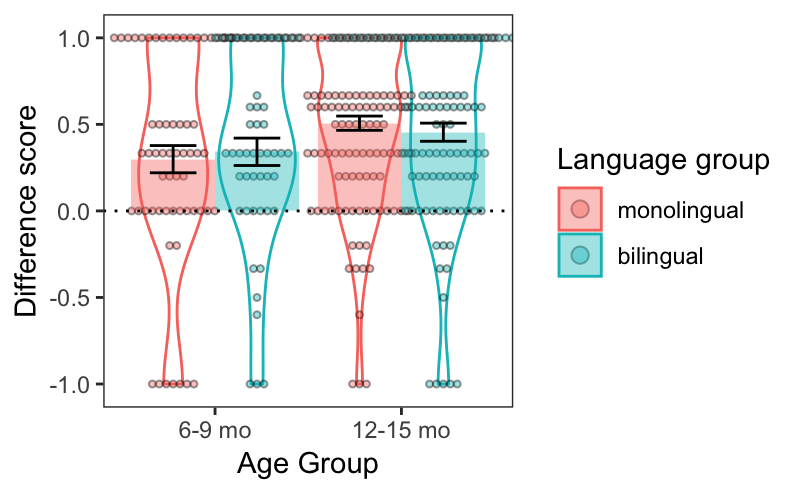 1.0
0.5
0.0
-0.5
-1.0
Difference score
6-9 mo
12-15 mo
Age Group
Language group
monolingual
bilingual